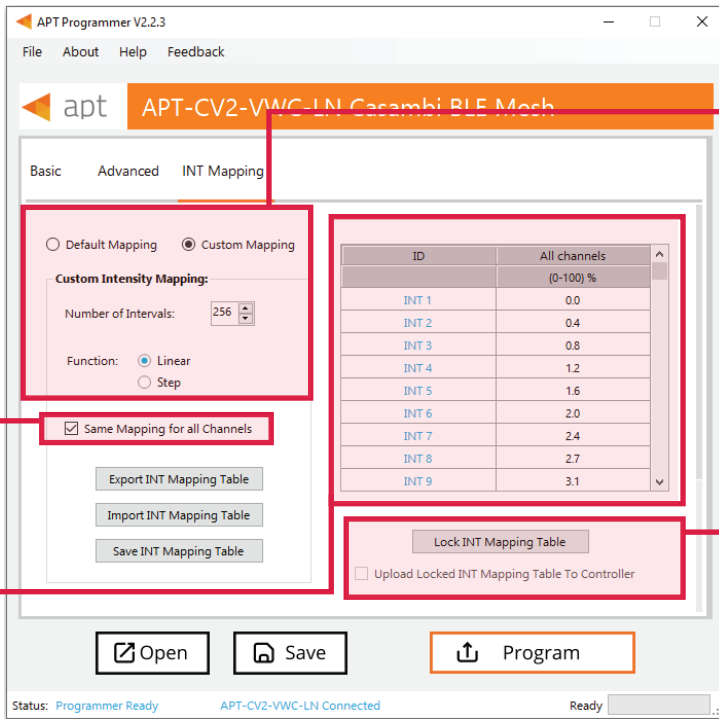 APT Programmer V2.2.3
File About Help Feedback
apt APT-CV2-VWC-LN Casambi BLE Mesh
Basic Advanced INT Mapping
Default Mapping Custom Mapping
Custom Intensity Mapping:
Number of Intervals: 256
Function: Linear
Step
Same Mapping for all Channels
Export INT Mapping Table
Import INT Mapping Table
Save INT Mapping Table
ID All channels
(0-100) %
INT 1 0.0
INT 2 0.4
INT 3 0.8
INT 4 1.2
INT 5 1.6
INT 6 2.0
INT 7 2.4
INT 8 2.7
INT 9 3.1
Lock INT Mapping Table
Upload Locked INT Mapping Table To Controller
Open Save Program
Status: Programmer Ready APT-CV2-VWC-LN Connected Ready